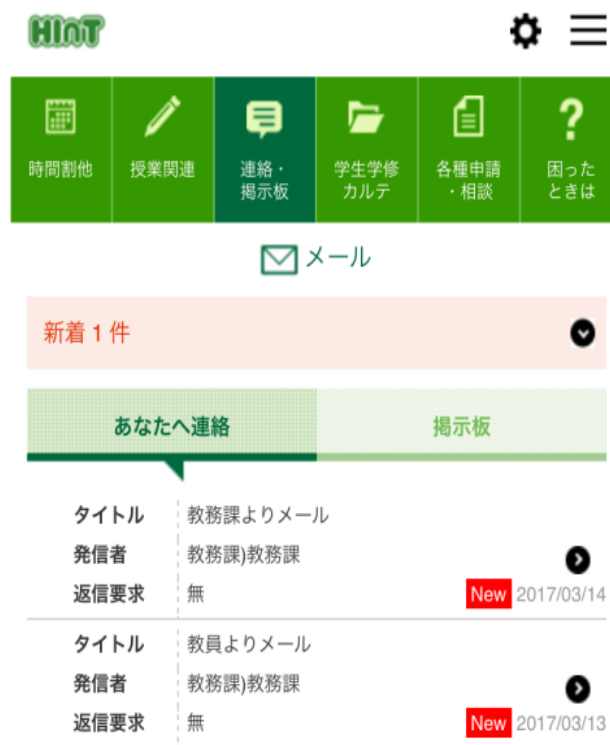 HInT
時間割他
授業関連
連絡・
掲示板
学生学修
カルテ
各種申請
・相談
?
困った
ときは
メール
新着 1 件
あなたへ連絡
掲示板
タイトル 教務課よりメール
発信者 教務課)教務課
返信要求 無 New 2017/03/14
タイトル 教員よりメール
発信者 教務課)教務課
返信要求 無 New 2017/03/13